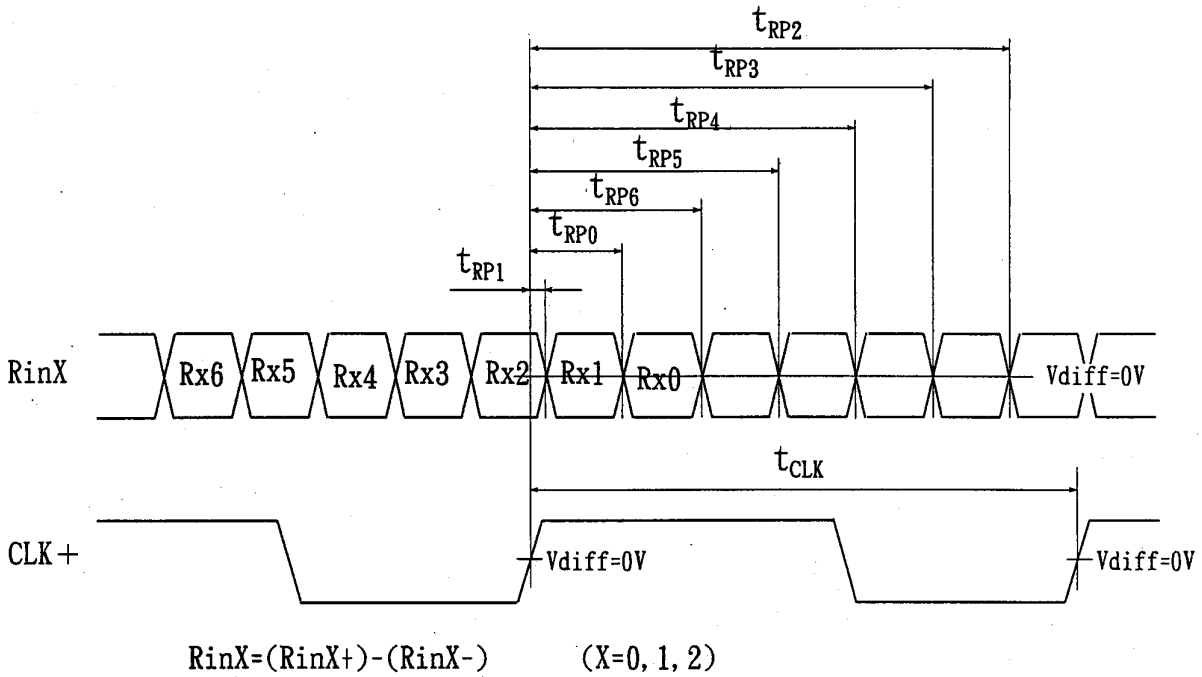 tRP2
tRP3
tRP4
tRP5
tRP6
tRP0
tRP1
RinX Rx6 Rx5 Rx4 Rx3 Rx2 Rx1 Rx0 Vdiff=0V
tCLK
CLK+ Vdiff=0V Vdiff=0V
RinX=(RinX+)-(RinX-) (X=0,1,2)